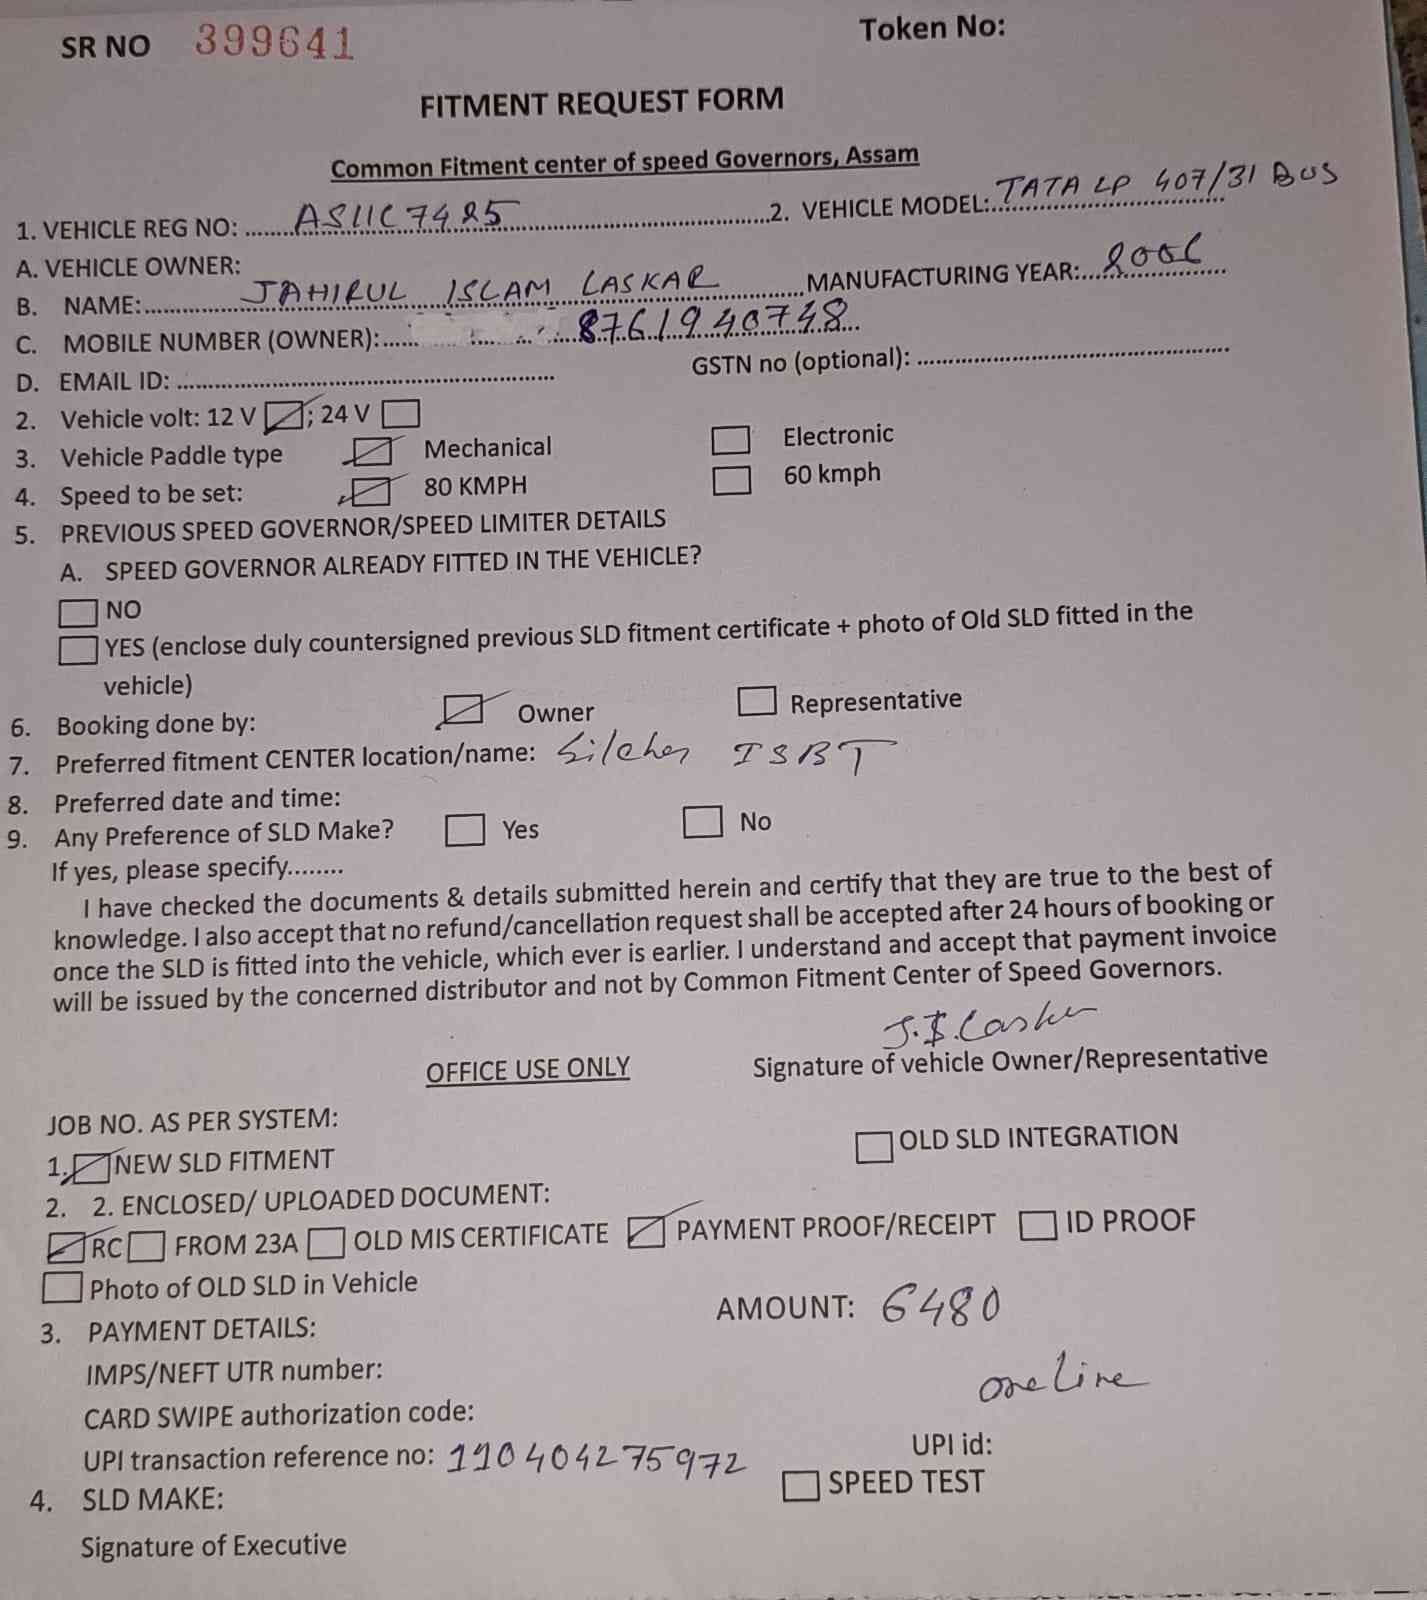 SR NO 399641 Token No:
FITMENT REQUEST FORM
Common Fitment center of speed Governors, Assam
1. VEHICLE REG NO: ........AS11C 7485............................2. VEHICLE MODEL:..TATA LP 407/31 BUS
A. VEHICLE OWNER:
B. NAME:..........JAHIRUL ISLAM LASKAR..........MANUFACTURING YEAR:....2006
C. MOBILE NUMBER (OWNER):......8761940748...
D. EMAIL ID: .................................................. GSTN no (optional): ..........................................
2. Vehicle volt: 12 V ; 24 V
3. Vehicle Paddle type Mechanical Electronic
4. Speed to be set: 80 KMPH 60 kmph
5. PREVIOUS SPEED GOVERNOR/SPEED LIMITER DETAILS
A. SPEED GOVERNOR ALREADY FITTED IN THE VEHICLE?
NO
YES (enclose duly countersigned previous SLD fitment certificate + photo of Old SLD fitted in the
vehicle)
6. Booking done by: Owner Representative
7. Preferred fitment CENTER location/name: Silcher ISBT
8. Preferred date and time:
9. Any Preference of SLD Make? Yes No
If yes, please specify........
I have checked the documents & details submitted herein and certify that they are true to the best of
knowledge. I also accept that no refund/cancellation request shall be accepted after 24 hours of booking or
once the SLD is fitted into the vehicle, which ever is earlier. I understand and accept that payment invoice
will be issued by the concerned distributor and not by Common Fitment Center of Speed Governors.
J.I.Laskar
OFFICE USE ONLY Signature of vehicle Owner/Representative
JOB NO. AS PER SYSTEM:
1. NEW SLD FITMENT OLD SLD INTEGRATION
2. 2. ENCLOSED/ UPLOADED DOCUMENT:
RC FROM 23A OLD MIS CERTIFICATE PAYMENT PROOF/RECEIPT ID PROOF
Photo of OLD SLD in Vehicle
3. PAYMENT DETAILS: AMOUNT: 6480
IMPS/NEFT UTR number:
oneline
CARD SWIPE authorization code:
UPI transaction reference no: 110404275972 UPI id:
4. SLD MAKE: SPEED TEST
Signature of Executive